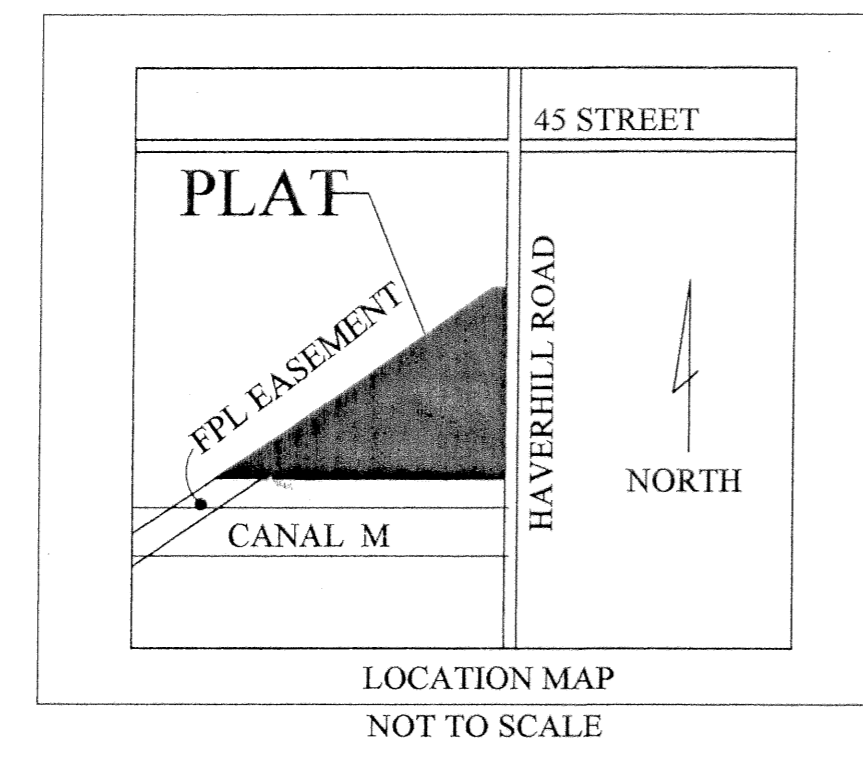 45 STREET
PLAT
FPL EASEMENT
HAVERHILL ROAD
NORTH
CANAL M
LOCATION MAP
NOT TO SCALE